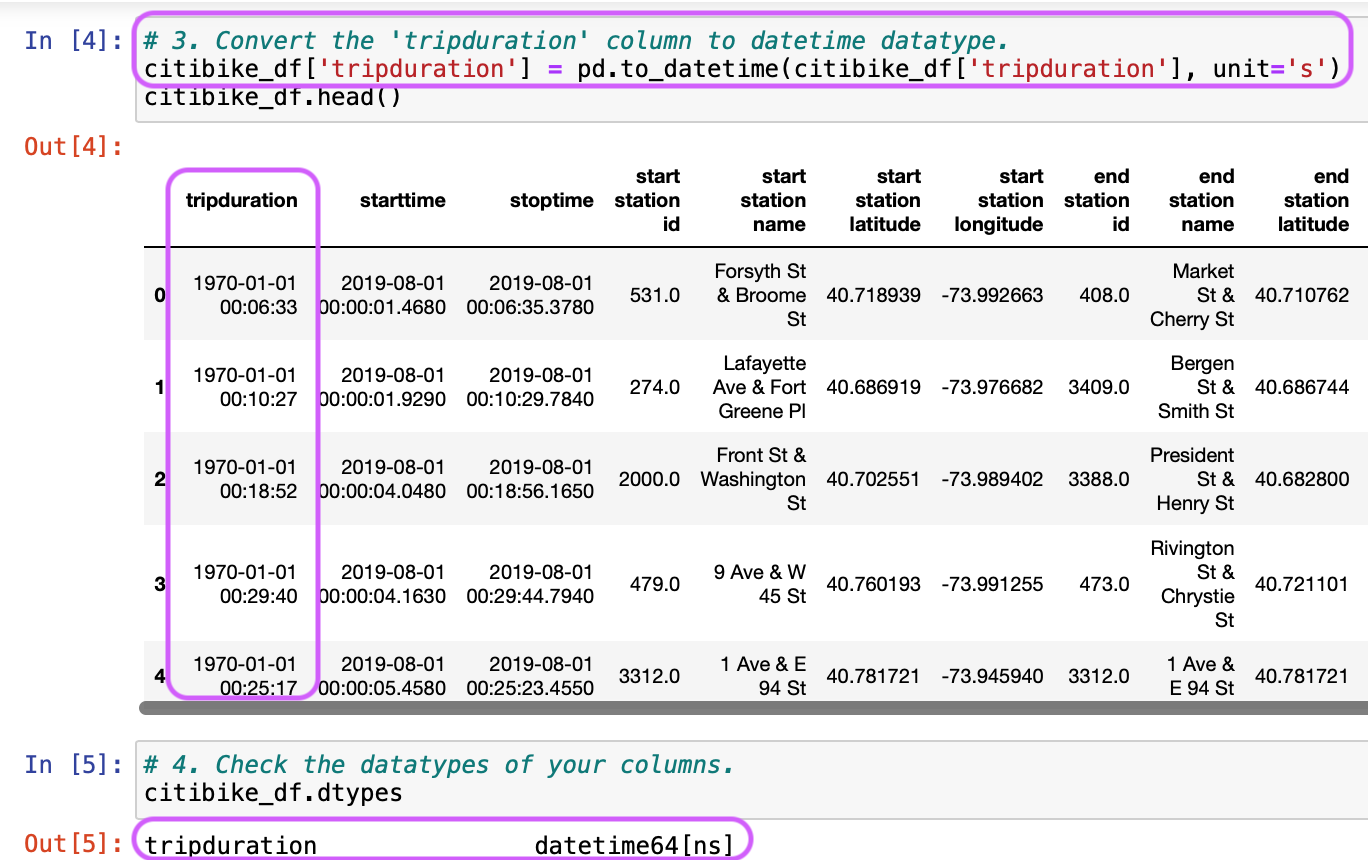 In [4]: # 3. Convert the 'tripduration' column to datetime datatype.
citibike_df['tripduration'] = pd.to_datetime(citibike_df['tripduration'], unit='s')
citibike_df.head()
Out[4]:
tripduration starttime stoptime start station id start station name start station latitude start station longitude end station id end station name end station latitude
0 1970-01-01 00:06:33 2019-08-01 00:00:01.4680 2019-08-01 00:06:35.3780 531.0 Forsyth St & Broome St 40.718939 -73.992663 408.0 Market St & Cherry St 40.710762
1 1970-01-01 00:10:27 2019-08-01 00:00:01.9290 2019-08-01 00:10:29.7840 274.0 Lafayette Ave & Fort Greene Pl 40.686919 -73.976682 3409.0 Bergen St & Smith St 40.686744
2 1970-01-01 00:18:52 2019-08-01 00:00:04.0480 2019-08-01 00:18:56.1650 2000.0 Front St & Washington St 40.702551 -73.989402 3388.0 President St & Henry St 40.682800
3 1970-01-01 00:29:40 2019-08-01 00:00:04.1630 2019-08-01 00:29:44.7940 479.0 9 Ave & W 45 St 40.760193 -73.991255 473.0 Rivington St & Chrystie St 40.721101
4 1970-01-01 00:25:17 2019-08-01 00:00:05.4580 2019-08-01 00:25:23.4550 3312.0 1 Ave & E 94 St 40.781721 -73.945940 3312.0 1 Ave & E 94 St 40.781721
In [5]: # 4. Check the datatypes of your columns.
citibike_df.dtypes
Out[5]: tripduration datetime64[ns]